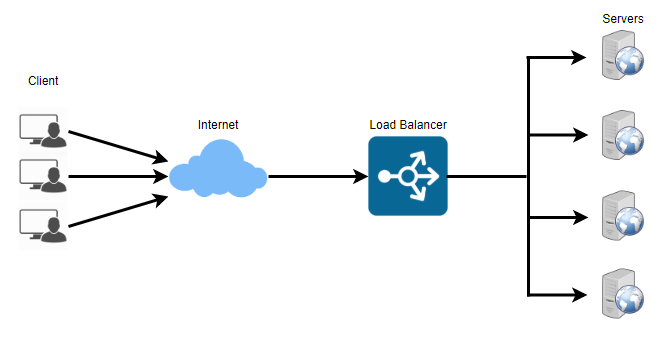 Client
Internet
Load Balancer
Servers